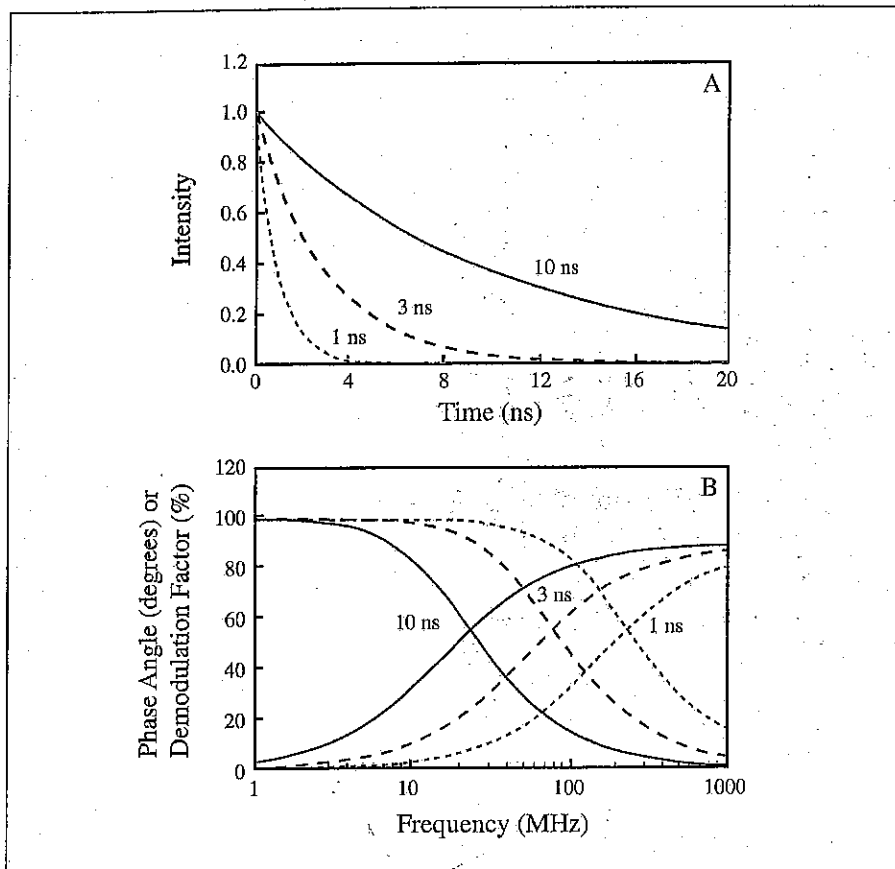 A
1.2
1.0
0.8
0.6
0.4
0.2
0.0
Intensity
10 ns
3 ns
1 ns
0 4 8 12 16 20
Time (ns)
B
120
100
80
60
40
20
0
Phase Angle (degrees) or
Demodulation Factor (%)
10 ns
3 ns
1 ns
1 10 100 1000
Frequency (MHz)